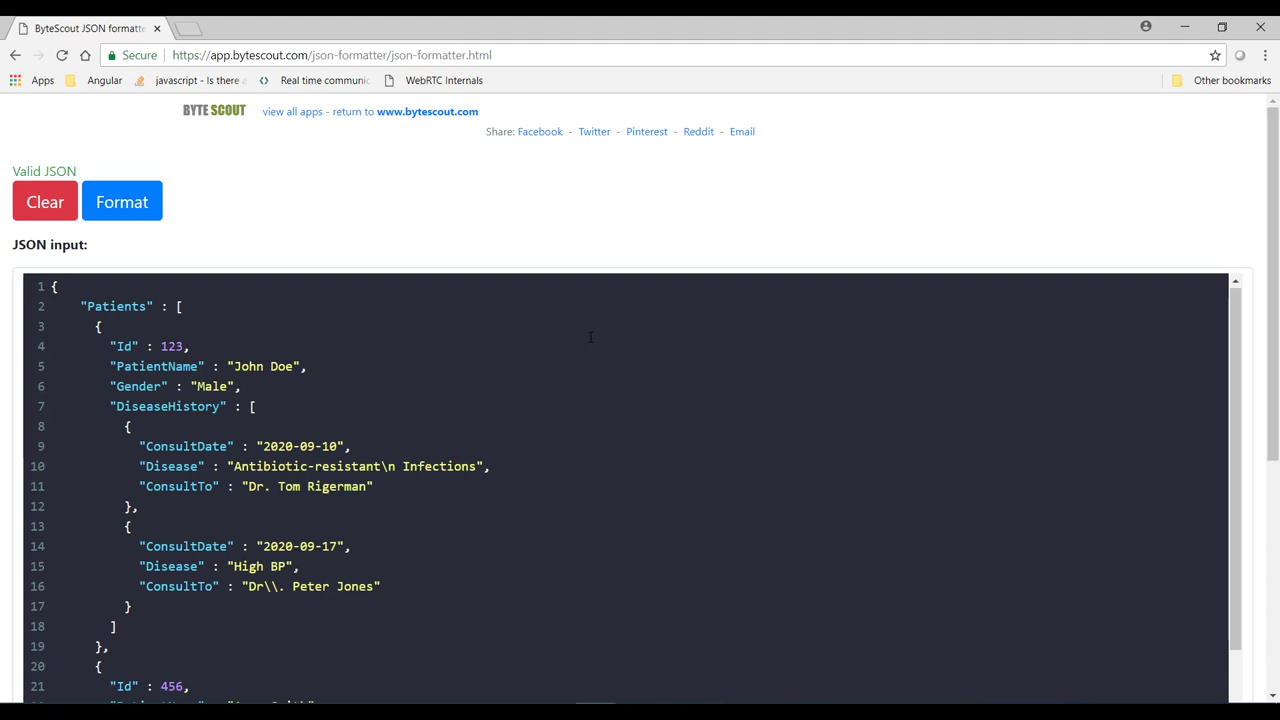 ByteScout JSON formatte
Secure https://app.bytescout.com/json-formatter/json-formatter.html
Apps Angular javascript - Is there Real time communic WebRTC Internals Other bookmarks
BYTE SCOUT view all apps - return to www.bytescout.com
Share: Facebook - Twitter - Pinterest - Reddit - Email
Valid JSON
Clear Format
JSON input:
1 {
2 "Patients" : [
3 {
4 "Id" : 123,
5 "PatientName" : "John Doe",
6 "Gender" : "Male",
7 "DiseaseHistory" : [
8 {
9 "ConsultDate" : "2020-09-10",
10 "Disease" : "Antibiotic-resistant\n Infections",
11 "ConsultTo" : "Dr. Tom Rigerman"
12 },
13 {
14 "ConsultDate" : "2020-09-17",
15 "Disease" : "High BP",
16 "ConsultTo" : "Dr\\. Peter Jones"
17 }
18 ]
19 },
20 {
21 "Id" : 456,